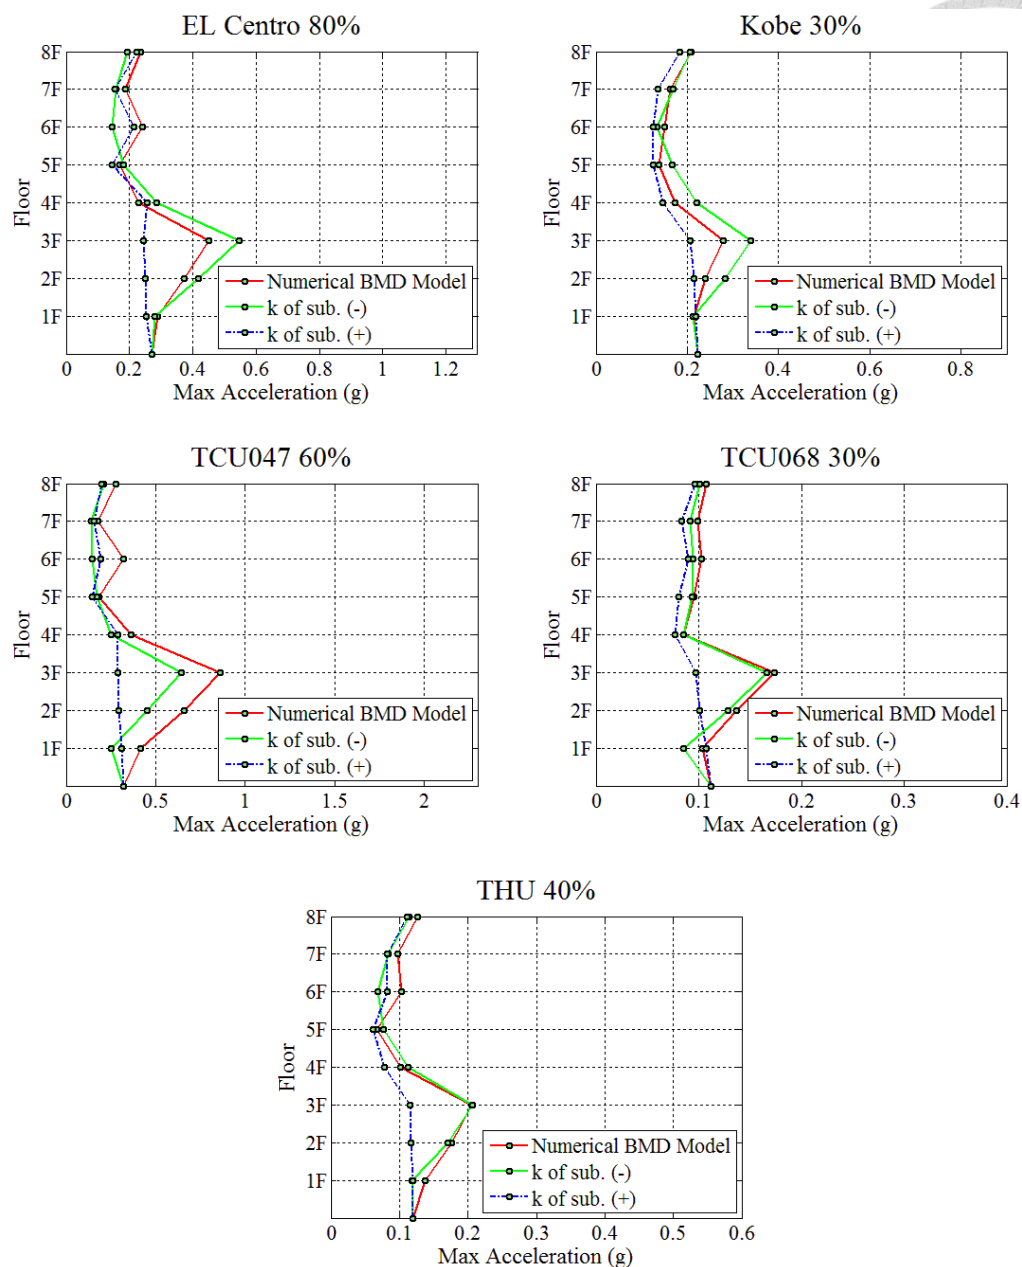 EL Centro 80%
8F
7F
6F
5F
4F
3F
2F
1F
Floor
Numerical BMD Model
k of sub. (-)
k of sub. (+)
0 0.2 0.4 0.6 0.8 1 1.2
Max Acceleration (g)
Kobe 30%
8F
7F
6F
5F
4F
3F
2F
1F
Floor
Numerical BMD Model
k of sub. (-)
k of sub. (+)
0 0.2 0.4 0.6 0.8
Max Acceleration (g)
TCU047 60%
8F
7F
6F
5F
4F
3F
2F
1F
Floor
Numerical BMD Model
k of sub. (-)
k of sub. (+)
0 0.5 1 1.5 2
Max Acceleration (g)
TCU068 30%
8F
7F
6F
5F
4F
3F
2F
1F
Floor
Numerical BMD Model
k of sub. (-)
k of sub. (+)
0 0.1 0.2 0.3 0.4
Max Acceleration (g)
THU 40%
8F
7F
6F
5F
4F
3F
2F
1F
Floor
Numerical BMD Model
k of sub. (-)
k of sub. (+)
0 0.1 0.2 0.3 0.4 0.5 0.6
Max Acceleration (g)